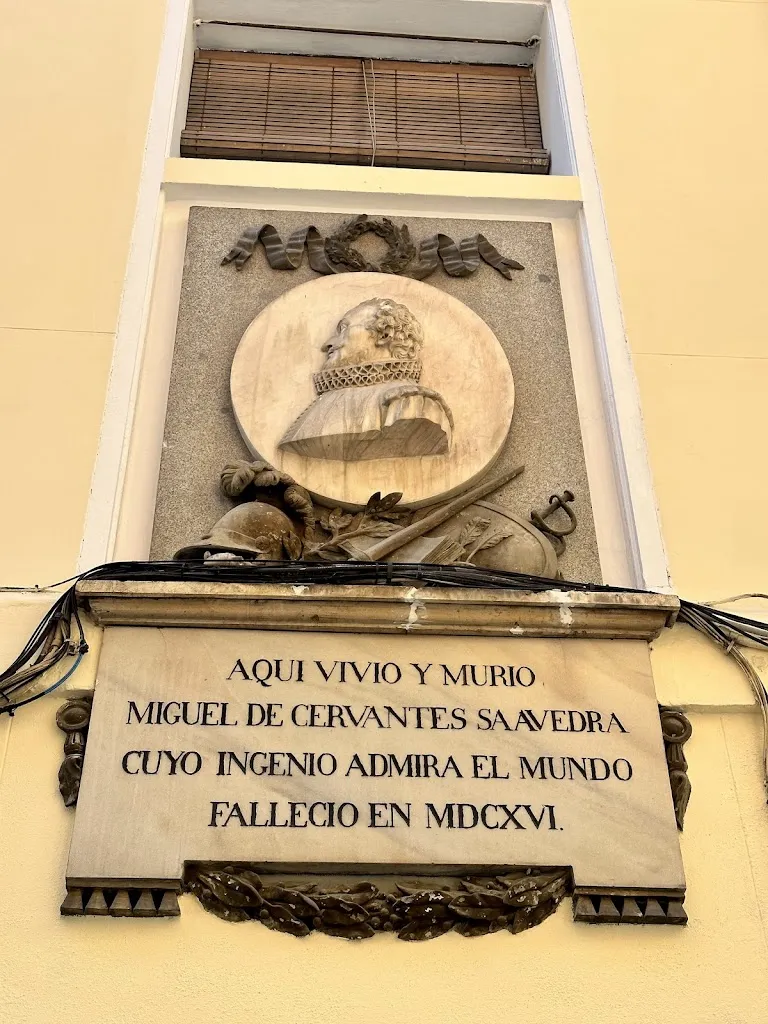 AQUI VIVIO Y MURIO
MIGUEL DE CERVANTES SAAVEDRA
CUYO INGENIO ADMIRA EL MUNDO
FALLECIO EN MDCXVI.